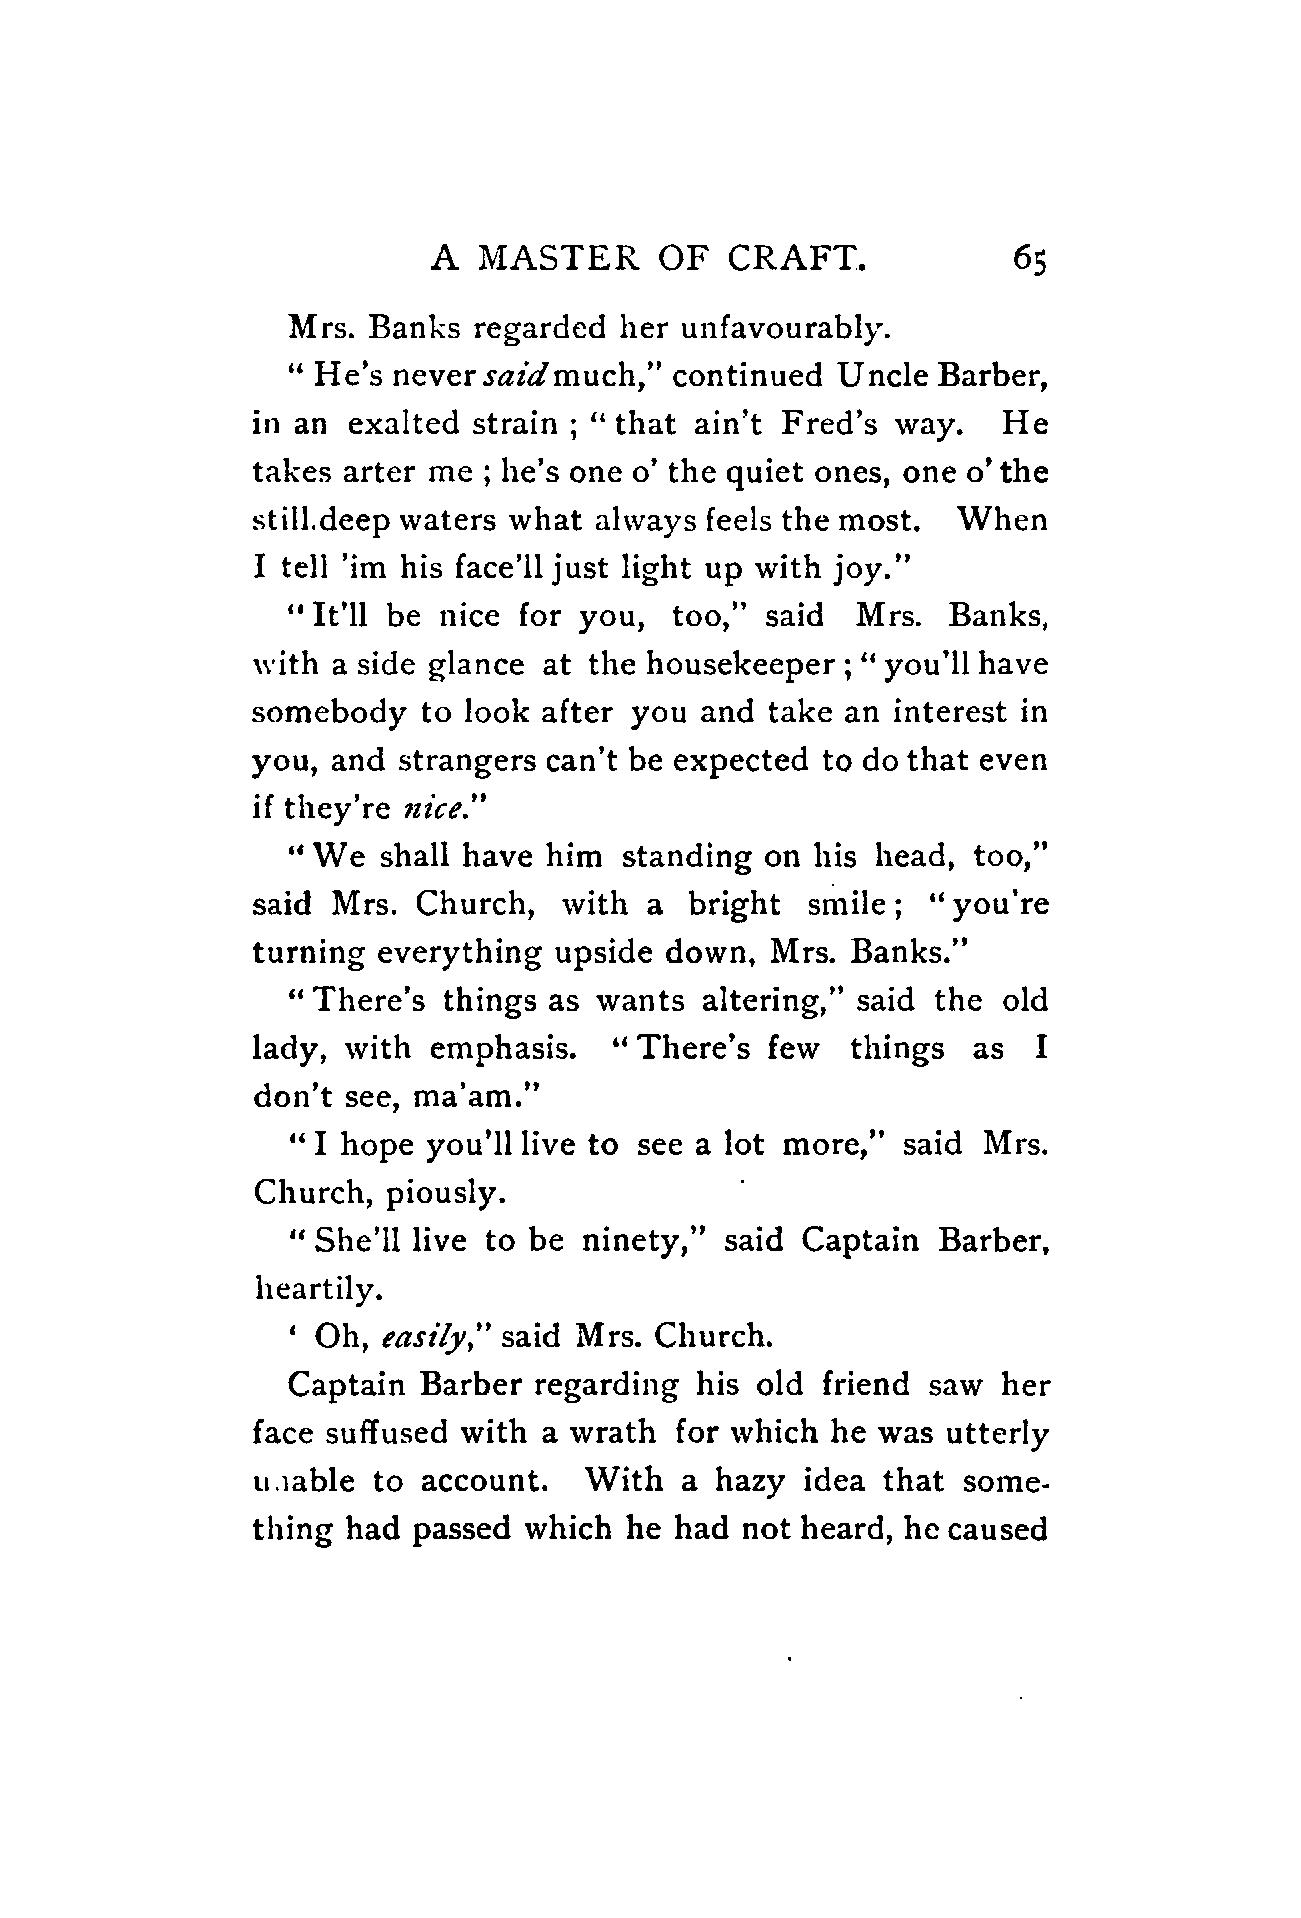 A MASTER OF CRAFT. 65
Mrs. Banks regarded her unfavourably.
“ He's never said much,” continued Uncle Barber,
in an exalted strain ; “ that ain't Fred's way. He
takes arter me ; he's one o' the quiet ones, one o' the
still.deep waters what always feels the most. When
I tell 'im his face'll just light up with joy.”
“ It'll be nice for you, too,” said Mrs. Banks,
with a side glance at the housekeeper ; “ you'll have
somebody to look after you and take an interest in
you, and strangers can't be expected to do that even
if they're nice.”
“ We shall have him standing on his head, too,”
said Mrs. Church, with a bright smile ; “ you're
turning everything upside down, Mrs. Banks.”
“ There's things as wants altering,” said the old
lady, with emphasis. “ There's few things as I
don't see, ma'am.”
“ I hope you'll live to see a lot more,” said Mrs.
Church, piously.
“ She'll live to be ninety,” said Captain Barber,
heartily.
‘ Oh, easily,” said Mrs. Church.
Captain Barber regarding his old friend saw her
face suffused with a wrath for which he was utterly
unable to account. With a hazy idea that some-
thing had passed which he had not heard, he caused